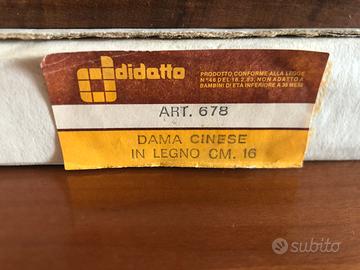 didatto
PRODOTTO CONFORME ALLA LEGGE
N° 46 DEL 18.2.83. NON ADATTO A
BAMBINI DI ETÀ INFERIORE A 36 MESI
ART. 678
DAMA CINESE
IN LEGNO CM. 16
subito